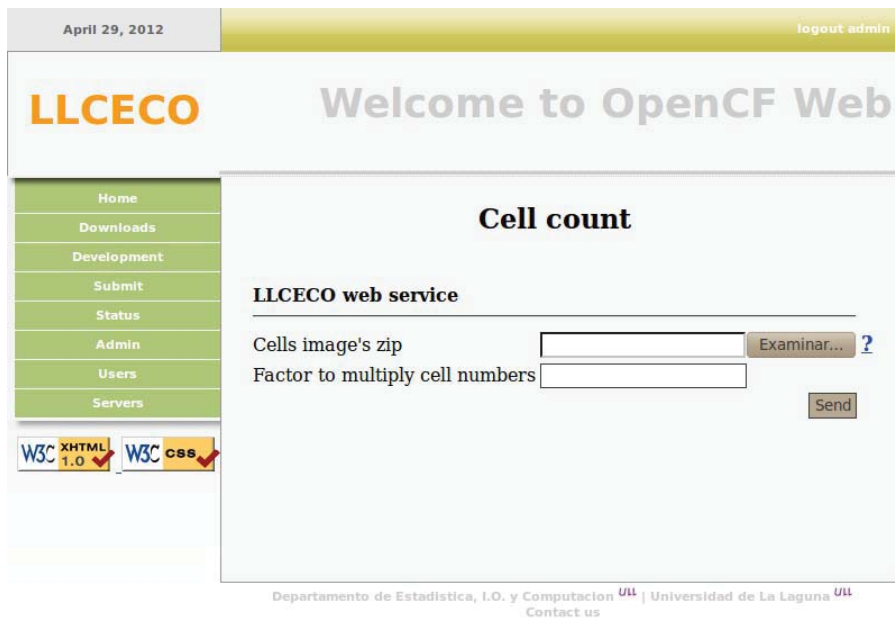 April 29, 2012
logout admin
LLCECO
Welcome to OpenCF Web
Home
Downloads
Development
Submit
Status
Admin
Users
Servers
W3C XHTML 1.0
W3C css
Cell count
LLCECO web service
Cells image's zip
Examinar... ?
Factor to multiply cell numbers
Send
Departamento de Estadistica, I.O. y Computacion ULL | Universidad de La Laguna ULL
Contact us